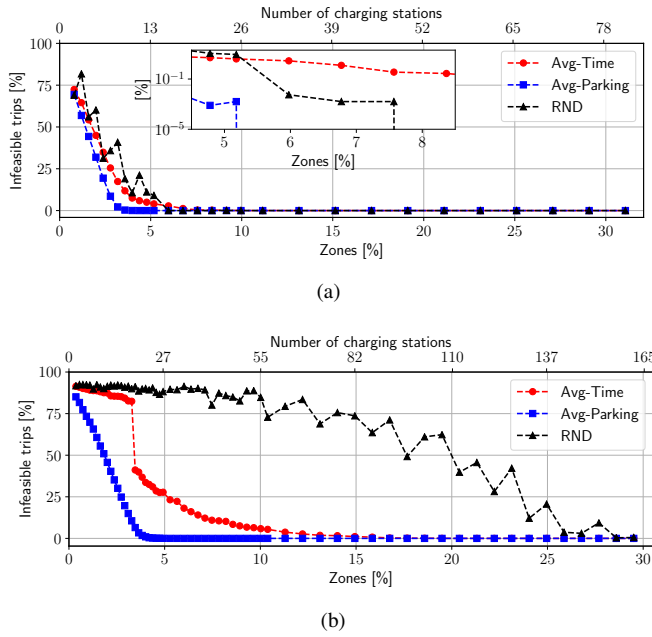 Number of charging stations
0 13 26 39 52 65 78
100
75
50
25
0
Infeasible trips [%]
10⁻¹
10⁻⁵
[%]
5 6 7 8
Zones [%]
Avg-Time
Avg-Parking
RND
0 5 10 15 20 25 30
Zones [%]
(a)
Number of charging stations
0 27 55 82 110 137 165
100
75
50
25
0
Infeasible trips [%]
Avg-Time
Avg-Parking
RND
0 5 10 15 20 25 30
Zones [%]
(b)